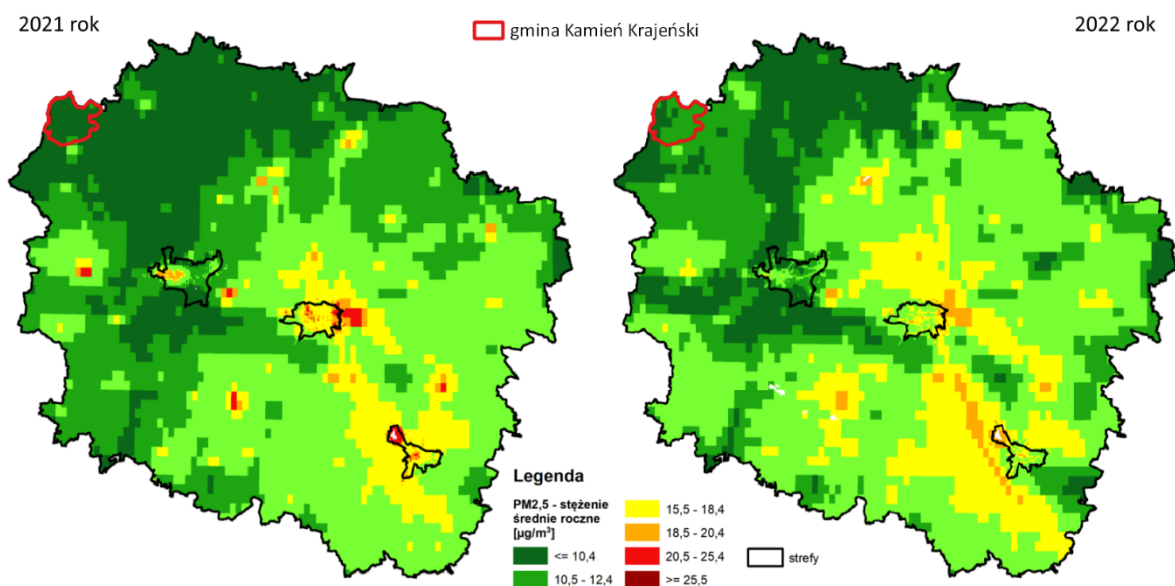 2021 rok
gmina Kamień Krajeński
2022 rok
Legenda
PM2,5 - stężenie
średnie roczne
[µg/m³]
<= 10,4
10,5 - 12,4
15,5 - 18,4
18,5 - 20,4
20,5 - 25,4
>= 25,5
strefy